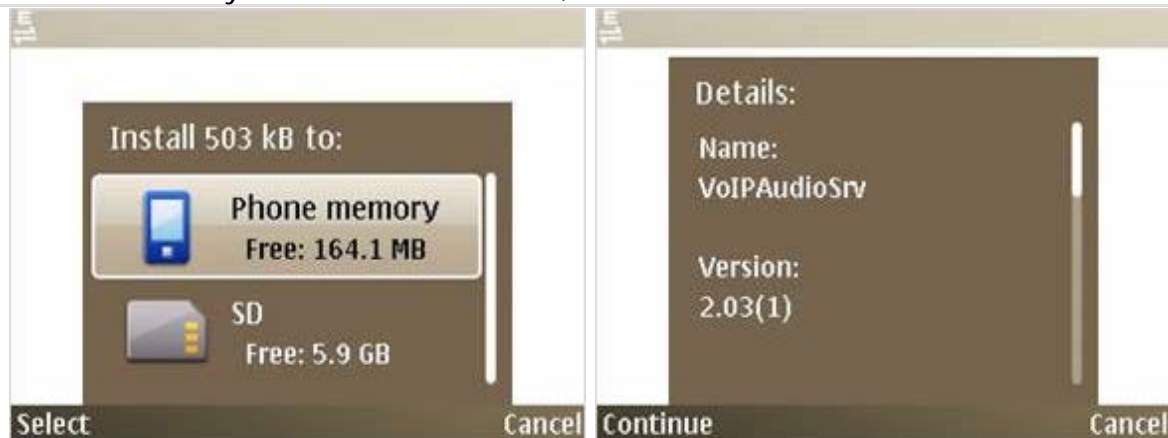 Install 503 kB to:
Phone memory
Free: 164.1 MB
SD
Free: 5.9 GB
Select
Cancel
Details:
Name:
VoIPAudioSrv
Version:
2.03(1)
Continue
Cancel